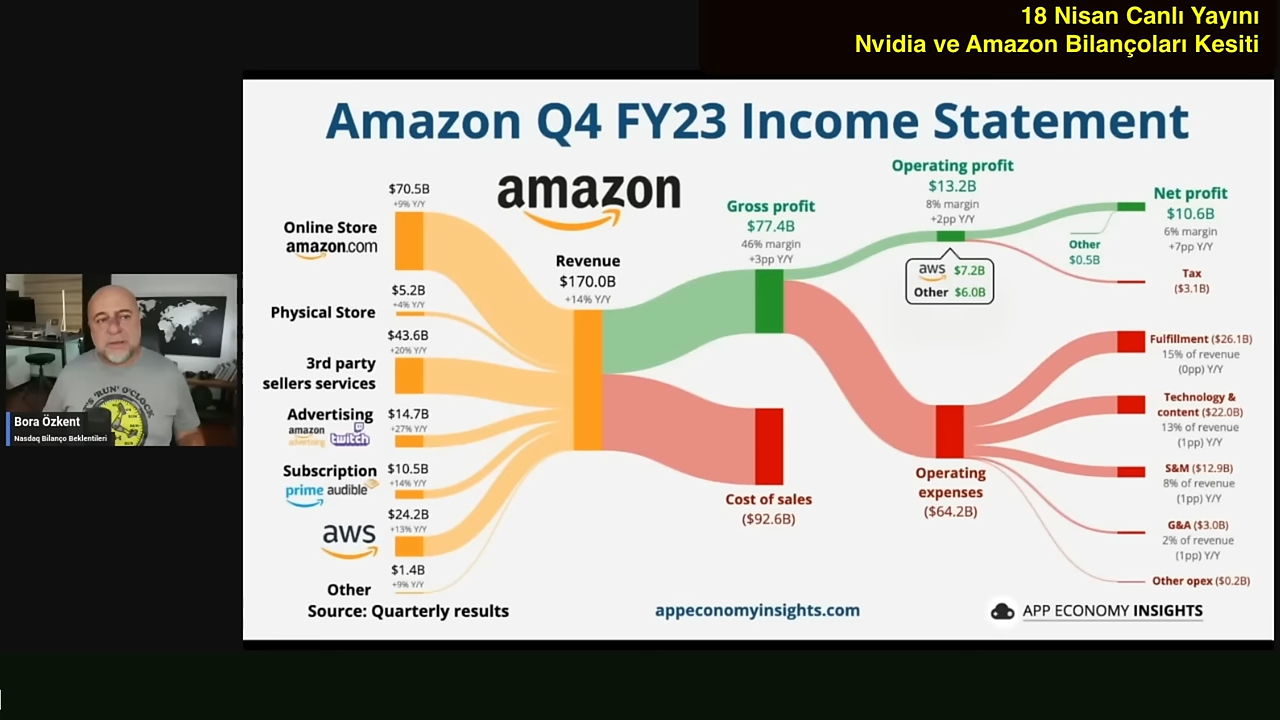 18 Nisan Canlı Yayını
Nvidia ve Amazon Bilançoları Kesiti
Amazon Q4 FY23 Income Statement
amazon
Online Store
amazon.com
$70.5B
+9% Y/Y
Physical Store
$5.2B
+4% Y/Y
3rd party
sellers services
$43.6B
+20% Y/Y
Advertising
amazon
advertising
twitch
$14.7B
+27% Y/Y
Subscription
prime audible
$10.5B
+14% Y/Y
aws
$24.2B
+13% Y/Y
Other
$1.4B
+9% Y/Y
Revenue
$170.0B
+14% Y/Y
Gross profit
$77.4B
46% margin
+3pp Y/Y
Cost of sales
($92.6B)
Operating profit
$13.2B
8% margin
+2pp Y/Y
aws $7.2B
Other $6.0B
Operating
expenses
($64.2B)
Net profit
$10.6B
6% margin
+7pp Y/Y
Other
$0.5B
Tax
($3.1B)
Fulfillment ($26.1B)
15% of revenue
(0pp) Y/Y
Technology &
content ($22.0B)
13% of revenue
(1pp) Y/Y
S&M ($12.9B)
8% of revenue
(1pp) Y/Y
G&A ($3.0B)
2% of revenue
(1pp) Y/Y
Other opex ($0.2B)
Source: Quarterly results
appeconomyinsights.com
APP ECONOMY INSIGHTS
'RUN' O'CLOCK
Bora Özkent
Nasdaq Bilanço Beklentileri